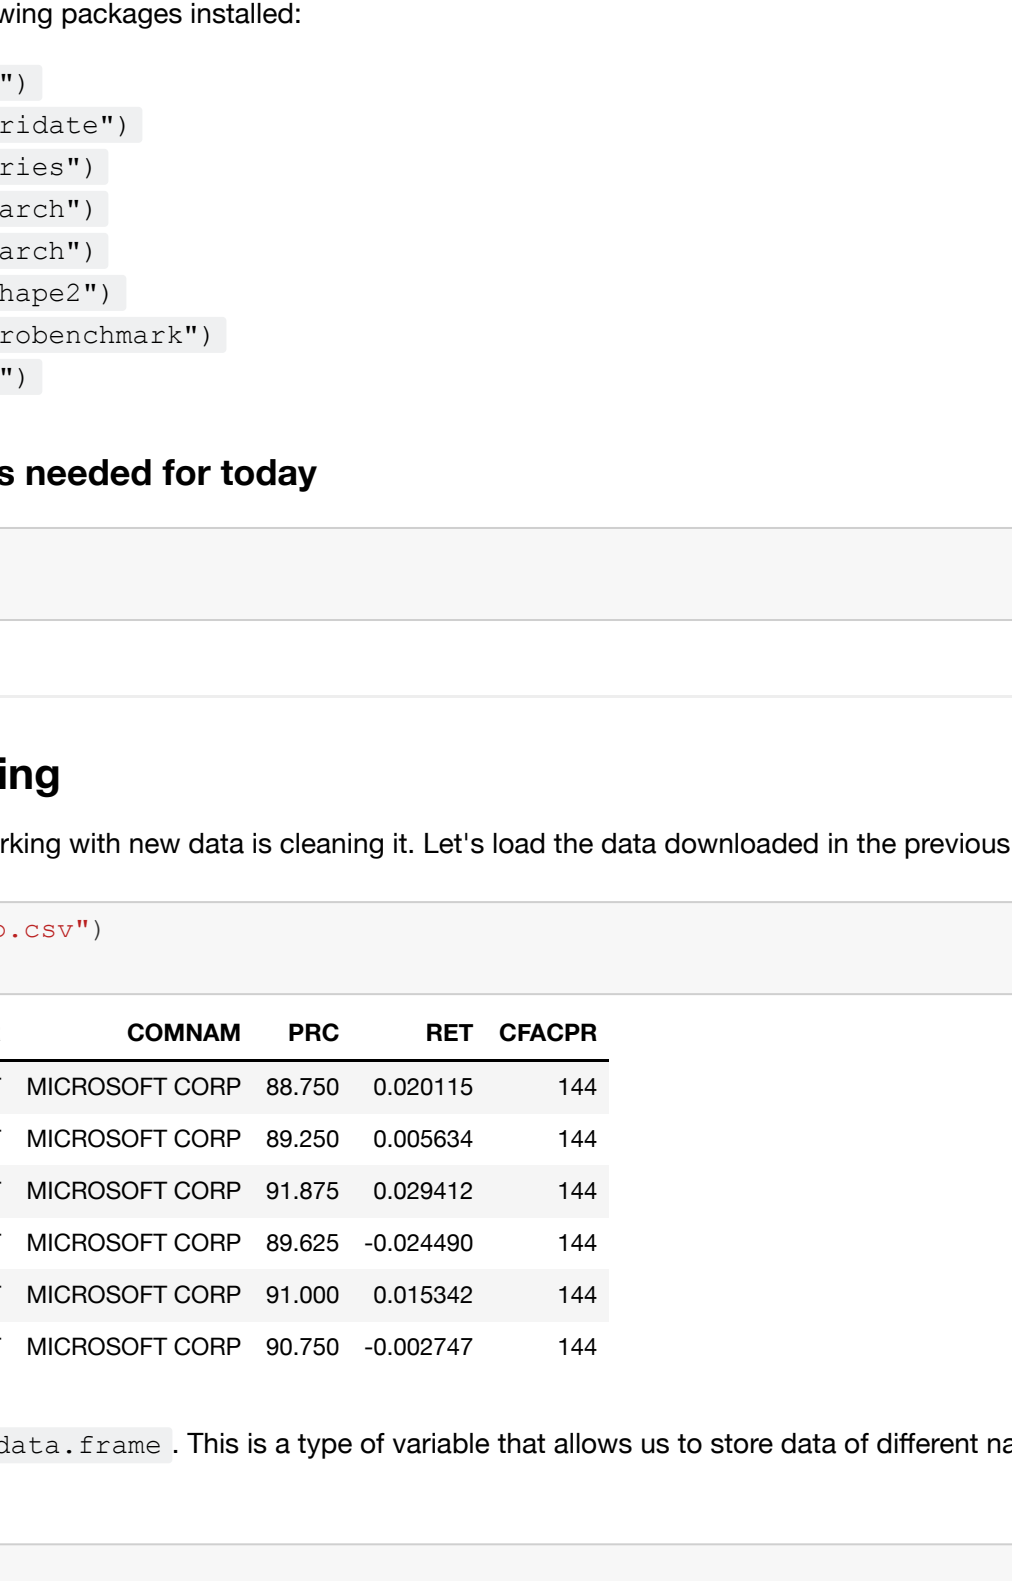 wing packages installed:
")
ridate")
ries")
arch")
arch")
hape2")
robenchmark")
")
s needed for today
ing
rking with new data is cleaning it. Let's load the data downloaded in the previous
.csv")
COMNAM PRC RET CFACPR
MICROSOFT CORP 88.750 0.020115 144
MICROSOFT CORP 89.250 0.005634 144
MICROSOFT CORP 91.875 0.029412 144
MICROSOFT CORP 89.625 -0.024490 144
MICROSOFT CORP 91.000 0.015342 144
MICROSOFT CORP 90.750 -0.002747 144
data.frame . This is a type of variable that allows us to store data of different na